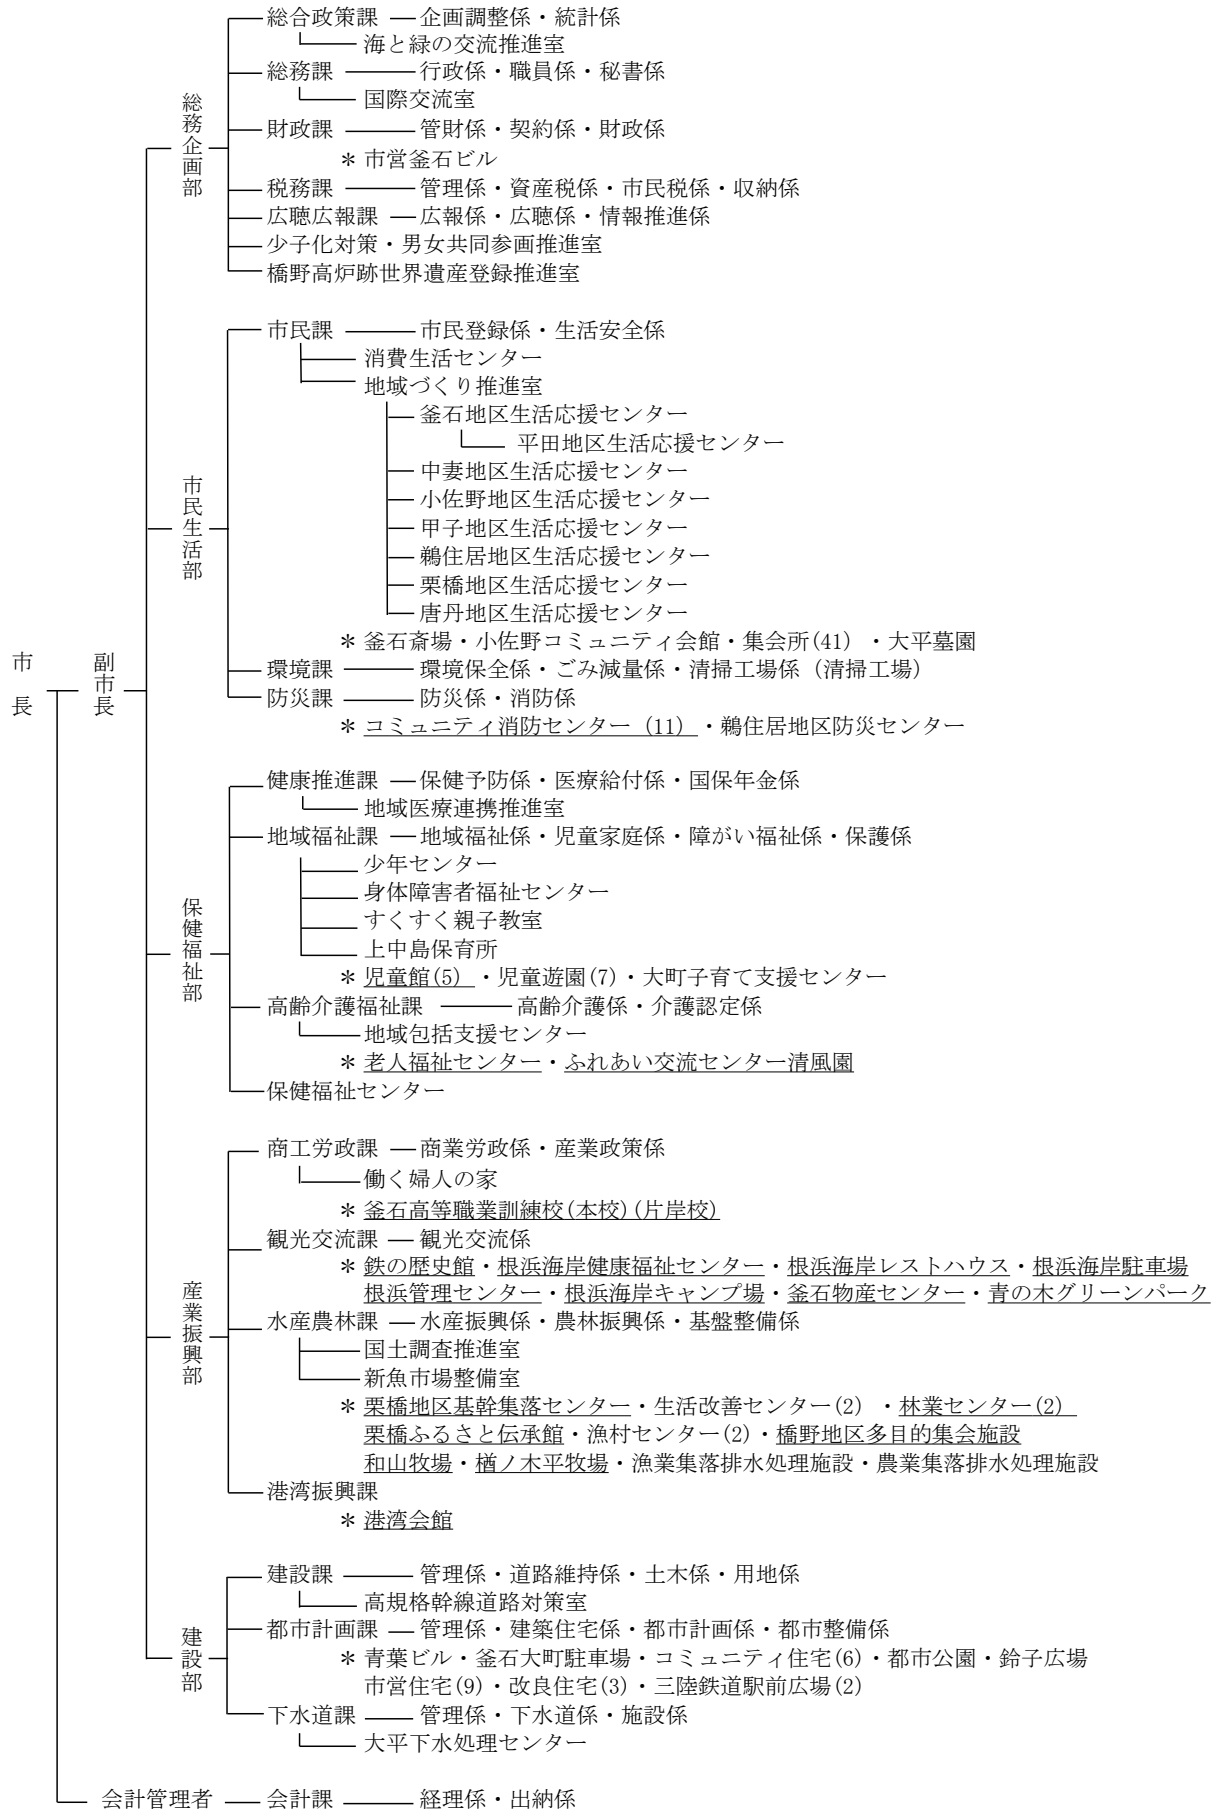 市長
副市長
総務企画部
総合政策課 企画調整係・統計係
海と緑の交流推進室
総務課 行政係・職員係・秘書係
国際交流室
財政課 管財係・契約係・財政係
＊ 市営釜石ビル
税務課 管理係・資産税係・市民税係・収納係
広聴広報課 広報係・広聴係・情報推進係
少子化対策・男女共同参画推進室
橋野高炉跡世界遺産登録推進室
市民生活部
市民課 市民登録係・生活安全係
消費生活センター
地域づくり推進室
釜石地区生活応援センター
平田地区生活応援センター
中妻地区生活応援センター
小佐野地区生活応援センター
甲子地区生活応援センター
鵜住居地区生活応援センター
栗橋地区生活応援センター
唐丹地区生活応援センター
＊ 釜石斎場・小佐野コミュニティ会館・集会所(41) ・大平墓園
環境課 環境保全係・ごみ減量係・清掃工場係 (清掃工場)
防災課 防災係・消防係
＊ コミュニティ消防センター (11) ・鵜住居地区防災センター
保健福祉部
健康推進課 保健予防係・医療給付係・国保年金係
地域医療連携推進室
地域福祉課 地域福祉係・児童家庭係・障がい福祉係・保護係
少年センター
身体障害者福祉センター
すくすく親子教室
上中島保育所
＊ 児童館(5) ・児童遊園(7)・大町子育て支援センター
高齢介護福祉課 高齢介護係・介護認定係
地域包括支援センター
＊ 老人福祉センター・ふれあい交流センター清風園
保健福祉センター
産業振興部
商工労政課 商業労政係・産業政策係
働く婦人の家
＊ 釜石高等職業訓練校(本校)(片岸校)
観光交流課 観光交流係
＊ 鉄の歴史館・根浜海岸健康福祉センター・根浜海岸レストハウス・根浜海岸駐車場
根浜管理センター・根浜海岸キャンプ場・釜石物産センター・青の木グリーンパーク
水産農林課 水産振興係・農林振興係・基盤整備係
国土調査推進室
新魚市場整備室
＊ 栗橋地区基幹集落センター・生活改善センター(2) ・林業センター(2)
栗橋ふるさと伝承館・漁村センター(2)・橋野地区多目的集会施設
和山牧場・楢ノ木平牧場・漁業集落排水処理施設・農業集落排水処理施設
港湾振興課
＊ 港湾会館
建設部
建設課 管理係・道路維持係・土木係・用地係
高規格幹線道路対策室
都市計画課 管理係・建築住宅係・都市計画係・都市整備係
＊ 青葉ビル・釜石大町駐車場・コミュニティ住宅(6)・都市公園・鈴子広場
市営住宅(9)・改良住宅(3)・三陸鉄道駅前広場(2)
下水道課 管理係・下水道係・施設係
大平下水処理センター
会計管理者 会計課 経理係・出納係